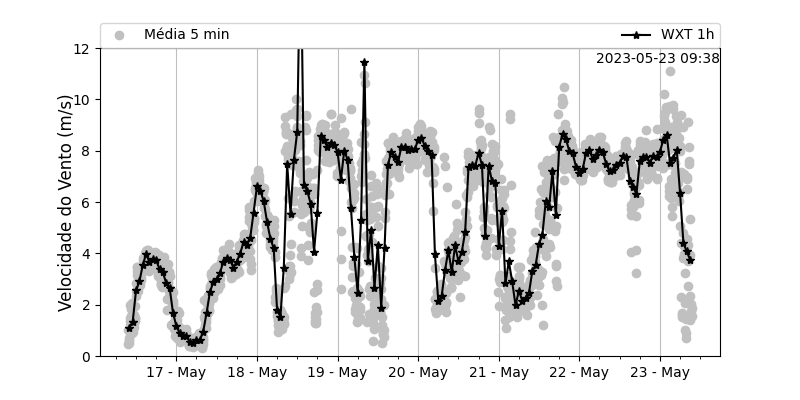 Média 5 min
WXT 1h
2023-05-23 09:38
Velocidade do Vento (m/s)
12
10
8
6
4
2
0
17 - May
18 - May
19 - May
20 - May
21 - May
22 - May
23 - May